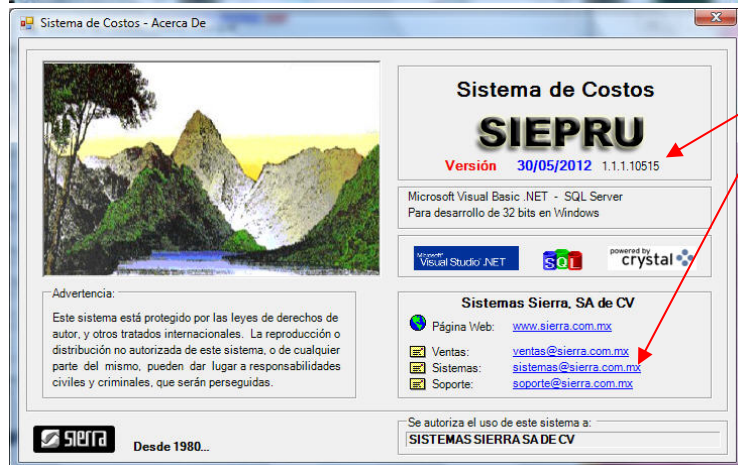 Sistema de Costos - Acerca De
Sistema de Costos
SIEPRU
Versión 30/05/2012 1.1.1.10515
Microsoft Visual Basic .NET - SQL Server
Para desarrollo de 32 bits en Windows
Microsoft
Visual Studio .NET
SQL
powered by
crystal
Advertencia:
Este sistema está protegido por las leyes de derechos de
autor, y otros tratados internacionales. La reproducción o
distribución no autorizada de este sistema, o de cualquier
parte del mismo, pueden dar lugar a responsabilidades
civiles y criminales, que serán perseguidas.
Sistemas Sierra, SA de CV
Página Web: www.sierra.com.mx
Ventas: ventas@sierra.com.mx
Sistemas: sistemas@sierra.com.mx
Soporte: soporte@sierra.com.mx
sierra
Desde 1980...
Se autoriza el uso de este sistema a:
SISTEMAS SIERRA SA DE CV